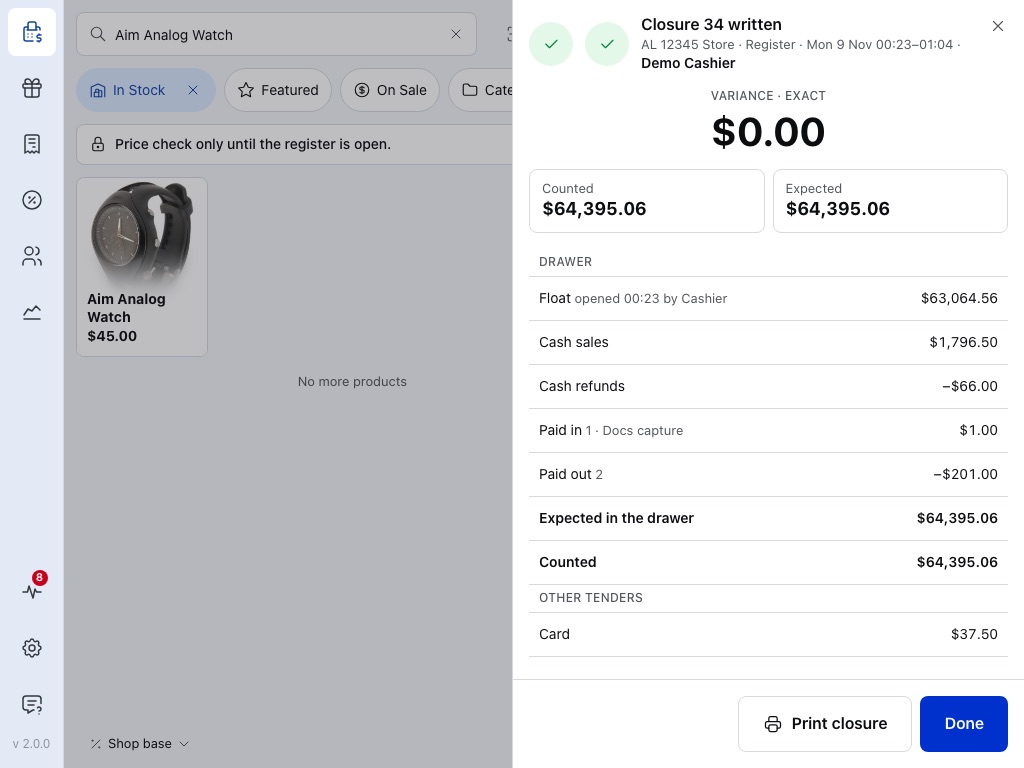 Aim Analog Watch
In Stock
Featured
On Sale
Cate
Price check only until the register is open.
Aim Analog
Watch
$45.00
No more products
8
v 2.0.0
Shop base
Closure 34 written
AL 12345 Store · Register · Mon 9 Nov 00:23–01:04 ·
Demo Cashier
VARIANCE · EXACT
$0.00
Counted
$64,395.06
Expected
$64,395.06
DRAWER
Float opened 00:23 by Cashier $63,064.56
Cash sales $1,796.50
Cash refunds –$66.00
Paid in 1 · Docs capture $1.00
Paid out 2 –$201.00
Expected in the drawer $64,395.06
Counted $64,395.06
OTHER TENDERS
Card $37.50
Print closure
Done